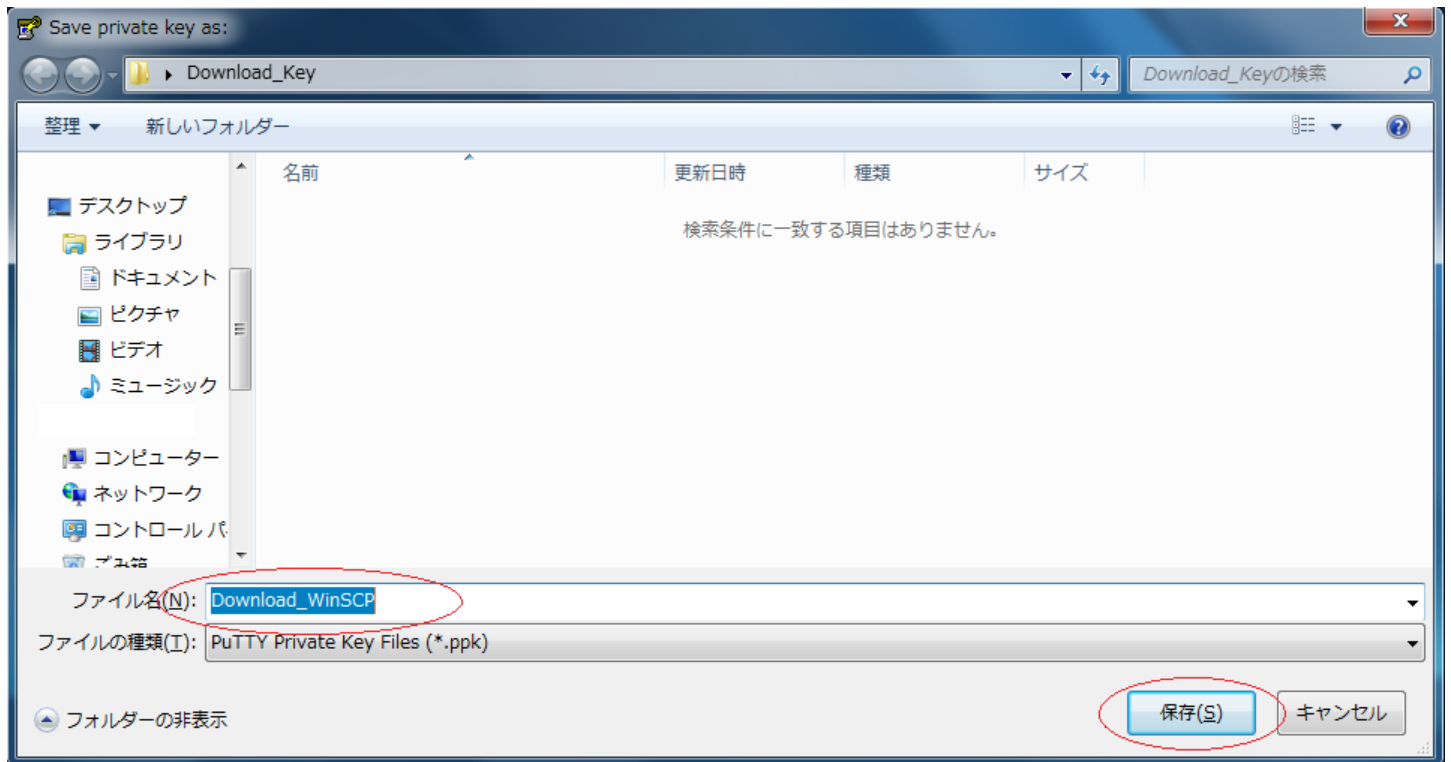 Save private key as:
Download_Key
Download_Keyの検索
整理
新しいフォルダー
名前
更新日時
種類
サイズ
検索条件に一致する項目はありません。
デスクトップ
ライブラリ
ドキュメント
ピクチャ
ビデオ
ミュージック
コンピューター
ネットワーク
コントロール パ
ごみ箱
ファイル名(N): Download_WinSCP
ファイルの種類(T): PuTTY Private Key Files (*.ppk)
フォルダーの非表示
保存(S)
キャンセル